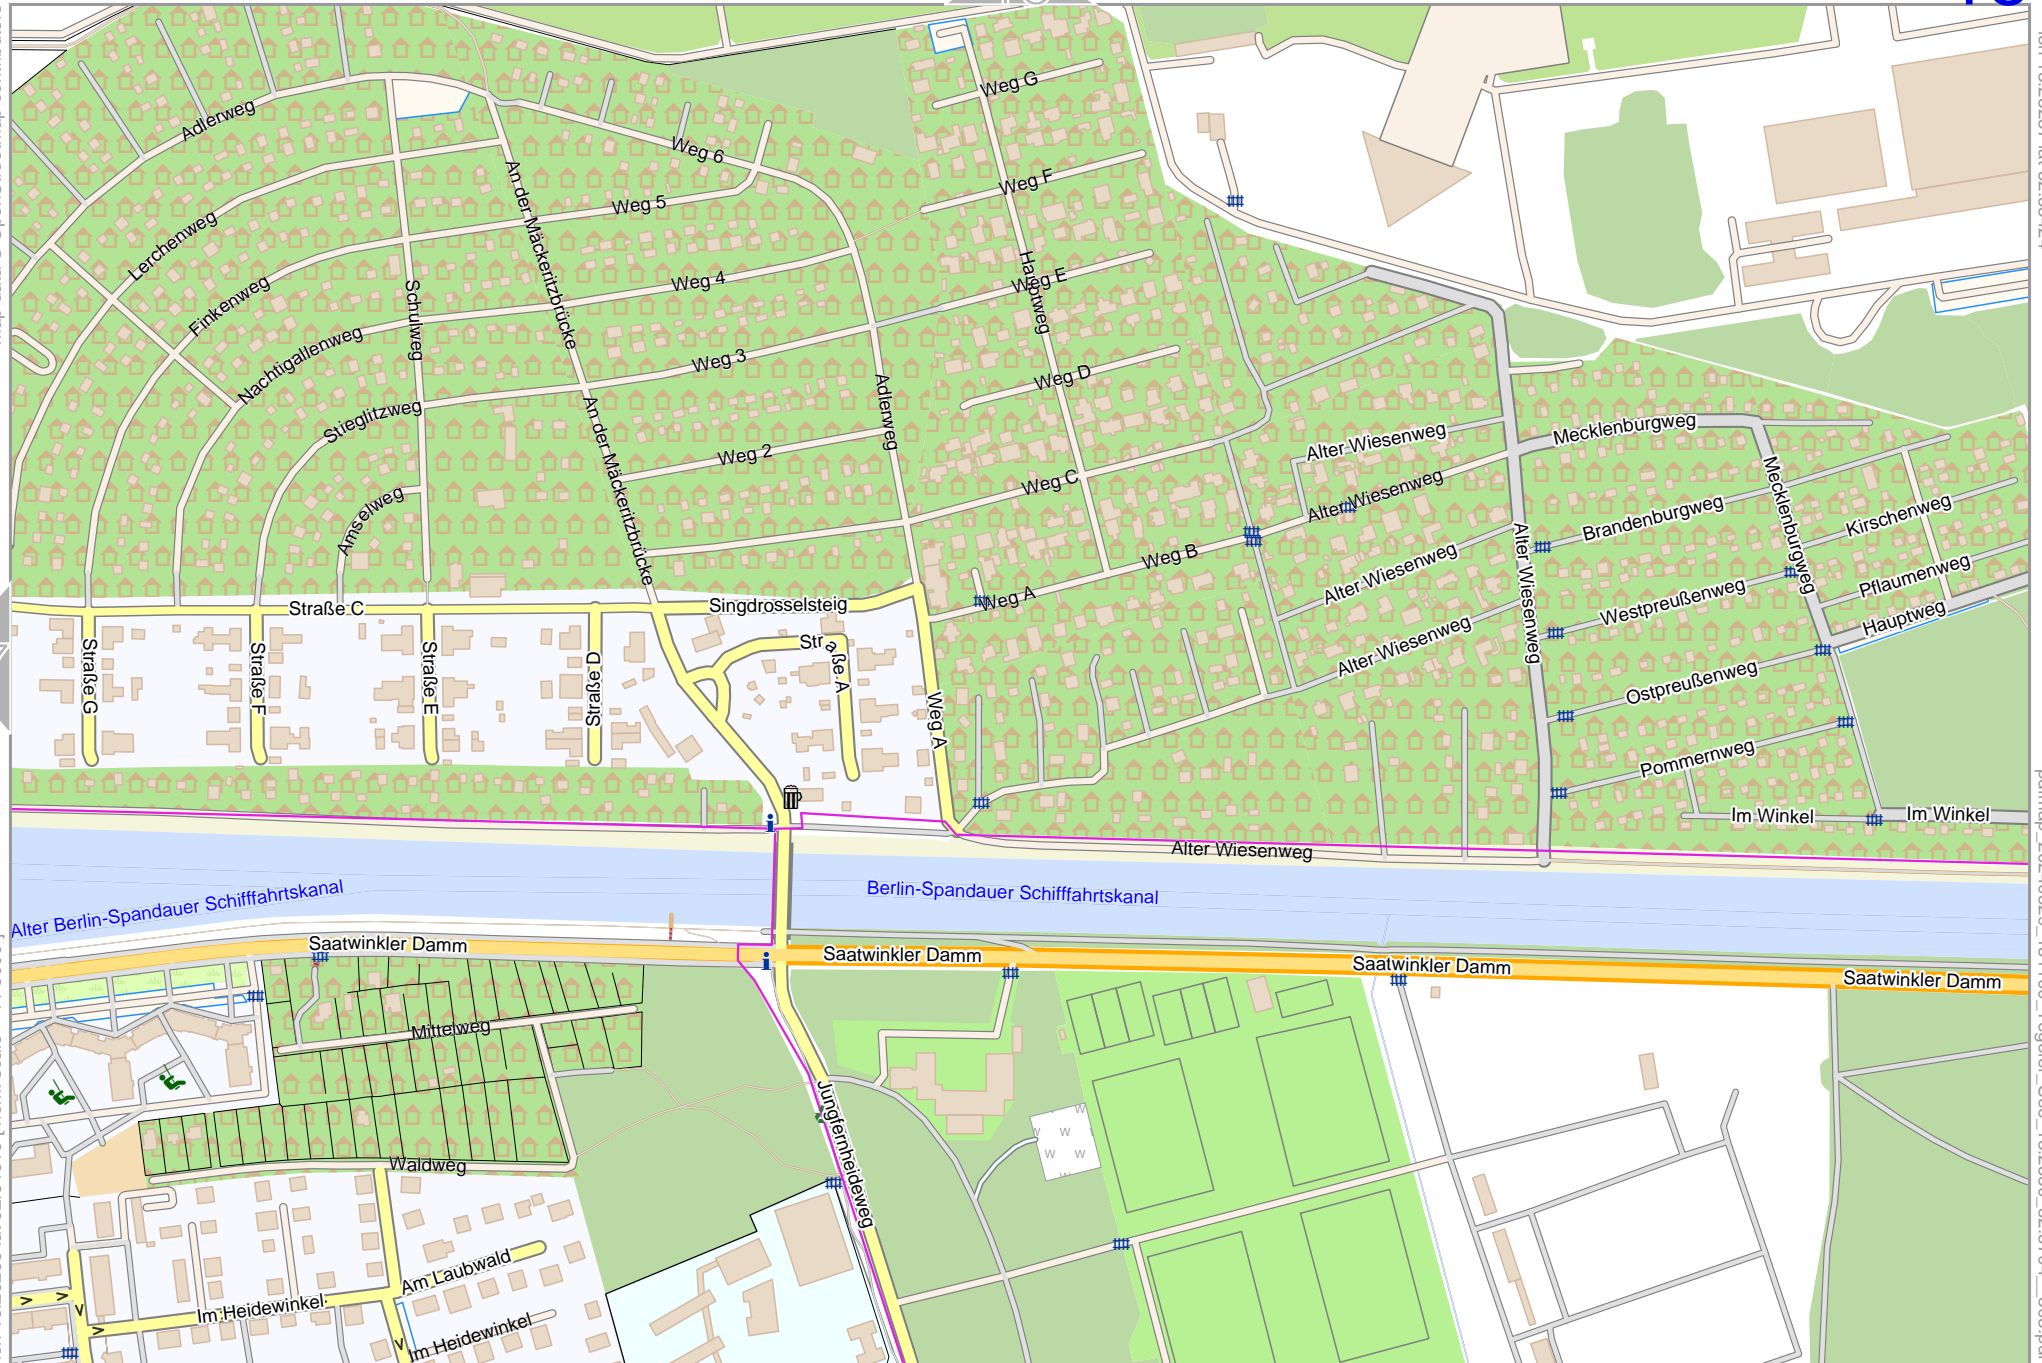 Weg G
Adlerweg
Weg 6
Weg F
An der Mäckeritzbrücke
Weg 5
Lerchenweg
Hauptweg
Weg E
Weg 4
Finkenweg
Schulweg
Nachtigallenweg
Weg 3
Weg D
Adlerweg
Stieglitzweg
An der Mäckeritzbrücke
Mecklenburgweg
Alter Wiesenweg
Weg 2
Weg C
Mecklenburgweg
Alter Wiesenweg
Amselweg
Brandenburgweg
Kirschenweg
Weg B
Alter Wiesenweg
Alter Wiesenweg
Pflaumenweg
Weg A
Westpreußenweg
Straße C
Singdrosselsteig
Hauptweg
Straße A
Alter Wiesenweg
Straße G
Straße F
Straße E
Straße D
Ostpreußenweg
Weg A
Pommernweg
Im Winkel
Im Winkel
Alter Wiesenweg
Berlin-Spandauer Schifffahrtskanal
Alter Berlin-Spandauer Schifffahrtskanal
Saatwinkler Damm
Saatwinkler Damm
Saatwinkler Damm
Saatwinkler Damm
Mittelweg
Jungfernheideweg
Waldweg
Am Laubwald
Im Heidewinkel
Im Heidewinkel